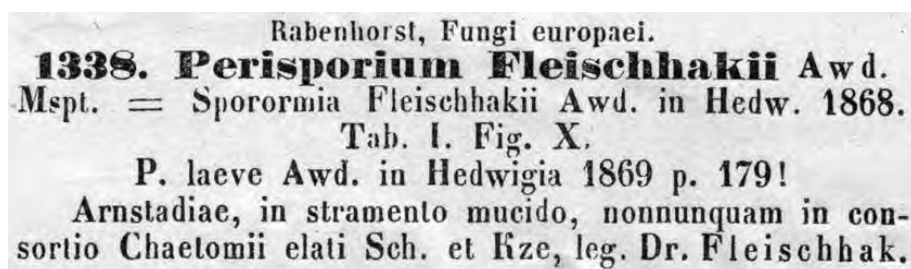 Rabenhorst, Fungi europaei.
1338. Perisporium Fleischhakii Awd.
Mspt. = Sporormia Fleischhakii Awd. in Hedw. 1868.
Tab. I. Fig. X.
P. laeve Awd. in Hedwigia 1869 p. 179!
Arnstadiae, in stramento mucido, nonnunquam in con-
sortio Chaetomii elati Sch. et Kze, leg. Dr. Fleischhak.